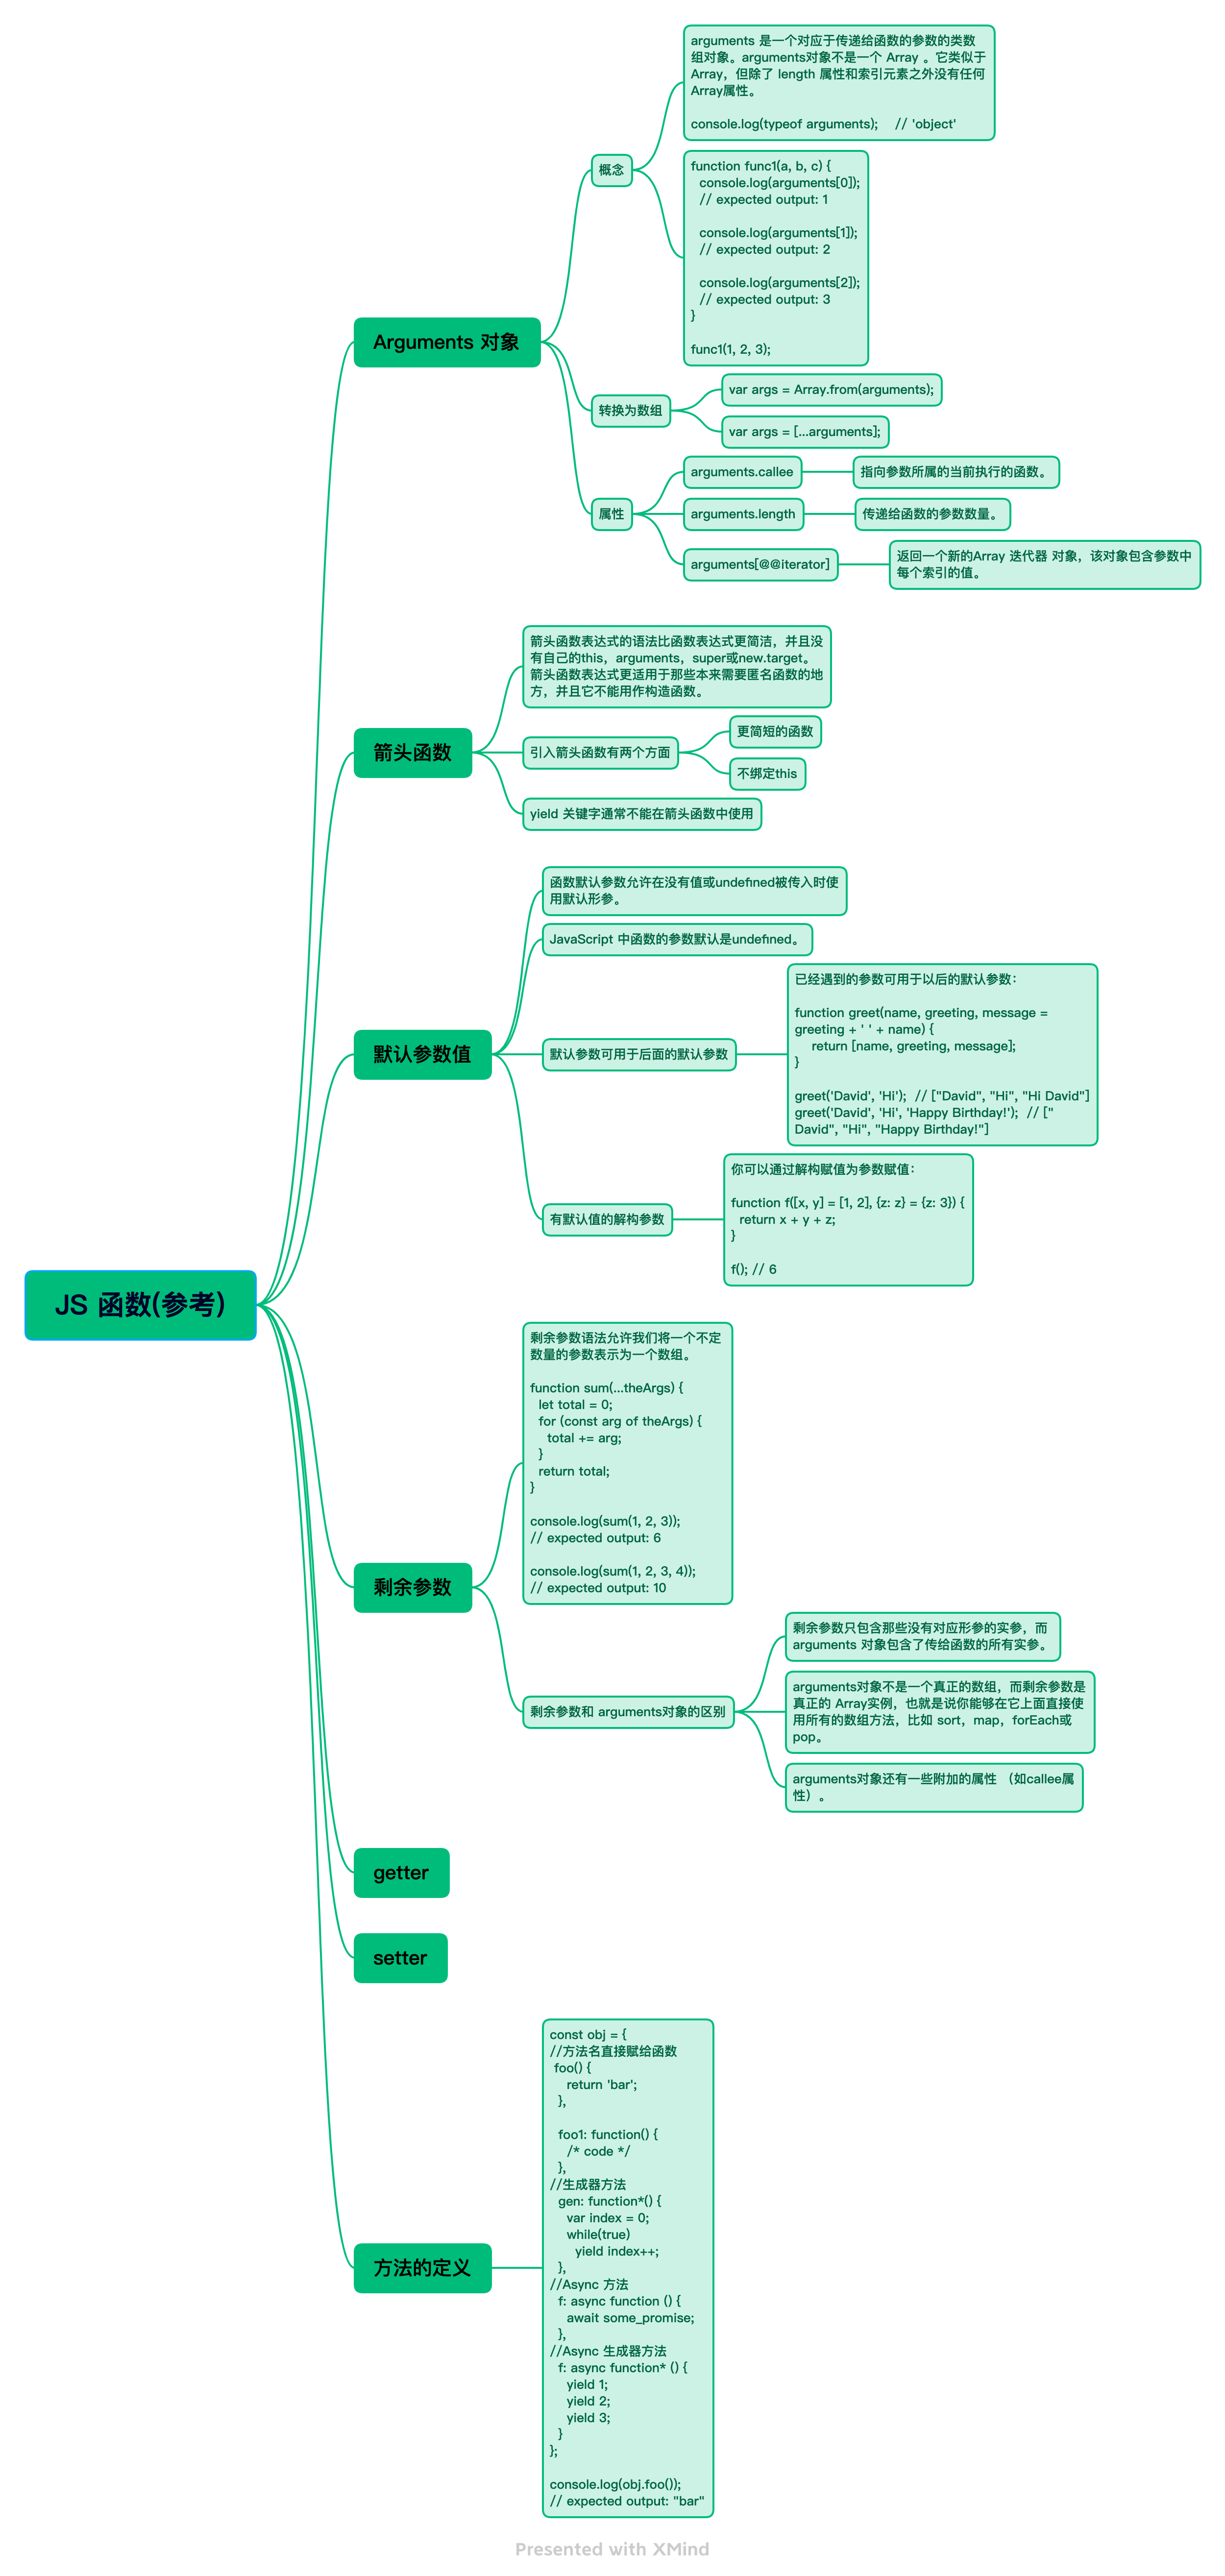 JS 函数(参考)
Arguments 对象
概念
arguments 是一个对应于传递给函数的参数的类数
组对象。arguments对象不是一个 Array 。它类似于
Array，但除了 length 属性和索引元素之外没有任何
Array属性。
console.log(typeof arguments);    // 'object'
function func1(a, b, c) {
  console.log(arguments[0]);
  // expected output: 1
  console.log(arguments[1]);
  // expected output: 2
  console.log(arguments[2]);
  // expected output: 3
}
func1(1, 2, 3);
转换为数组
var args = Array.from(arguments);
var args = [...arguments];
属性
arguments.callee
指向参数所属的当前执行的函数。
arguments.length
传递给函数的参数数量。
arguments[@@iterator]
返回一个新的Array 迭代器 对象，该对象包含参数中
每个索引的值。
箭头函数
箭头函数表达式的语法比函数表达式更简洁，并且没
有自己的this，arguments，super或new.target。
箭头函数表达式更适用于那些本来需要匿名函数的地
方，并且它不能用作构造函数。
引入箭头函数有两个方面
更简短的函数
不绑定this
yield 关键字通常不能在箭头函数中使用
默认参数值
函数默认参数允许在没有值或undefined被传入时使
用默认形参。
JavaScript 中函数的参数默认是undefined。
默认参数可用于后面的默认参数
已经遇到的参数可用于以后的默认参数：
function greet(name, greeting, message =
greeting + ' ' + name) {
    return [name, greeting, message];
}
greet('David', 'Hi');  // ["David", "Hi", "Hi David"]
greet('David', 'Hi', 'Happy Birthday!');  // ["
David", "Hi", "Happy Birthday!"]
有默认值的解构参数
你可以通过解构赋值为参数赋值：
function f([x, y] = [1, 2], {z: z} = {z: 3}) {
  return x + y + z;
}
f(); // 6
剩余参数
剩余参数语法允许我们将一个不定
数量的参数表示为一个数组。
function sum(...theArgs) {
  let total = 0;
  for (const arg of theArgs) {
    total += arg;
  }
  return total;
}
console.log(sum(1, 2, 3));
// expected output: 6
console.log(sum(1, 2, 3, 4));
// expected output: 10
剩余参数和 arguments对象的区别
剩余参数只包含那些没有对应形参的实参，而
arguments 对象包含了传给函数的所有实参。
arguments对象不是一个真正的数组，而剩余参数是
真正的 Array实例，也就是说你能够在它上面直接使
用所有的数组方法，比如 sort，map，forEach或
pop。
arguments对象还有一些附加的属性 （如callee属
性）。
getter
setter
方法的定义
const obj = {
//方法名直接赋给函数
 foo() {
    return 'bar';
  },
  foo1: function() {
    /* code */
  },
//生成器方法
  gen: function*() {
    var index = 0;
    while(true)
      yield index++;
  },
//Async 方法
  f: async function () {
    await some_promise;
  },
//Async 生成器方法
  f: async function* () {
    yield 1;
    yield 2;
    yield 3;
  }
};
console.log(obj.foo());
// expected output: "bar"
Presented with XMind